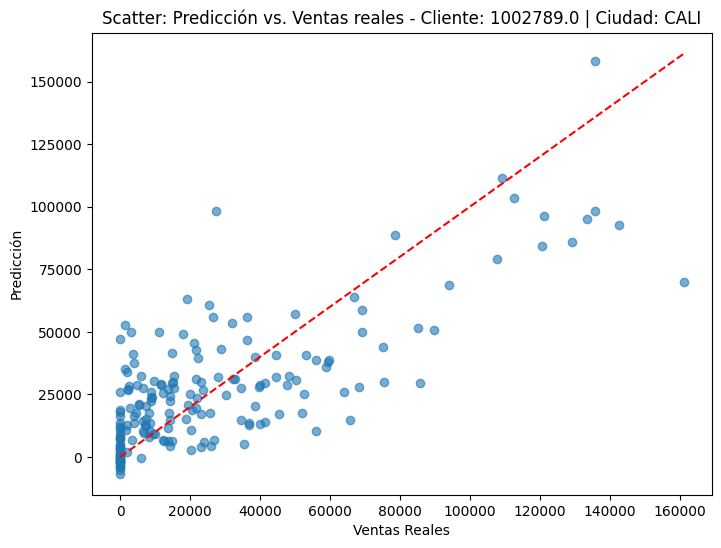 Scatter: Predicción vs. Ventas reales - Cliente: 1002789.0 | Ciudad: CALI
150000
125000
100000
75000
50000
25000
0
Predicción
0 20000 40000 60000 80000 100000 120000 140000 160000
Ventas Reales